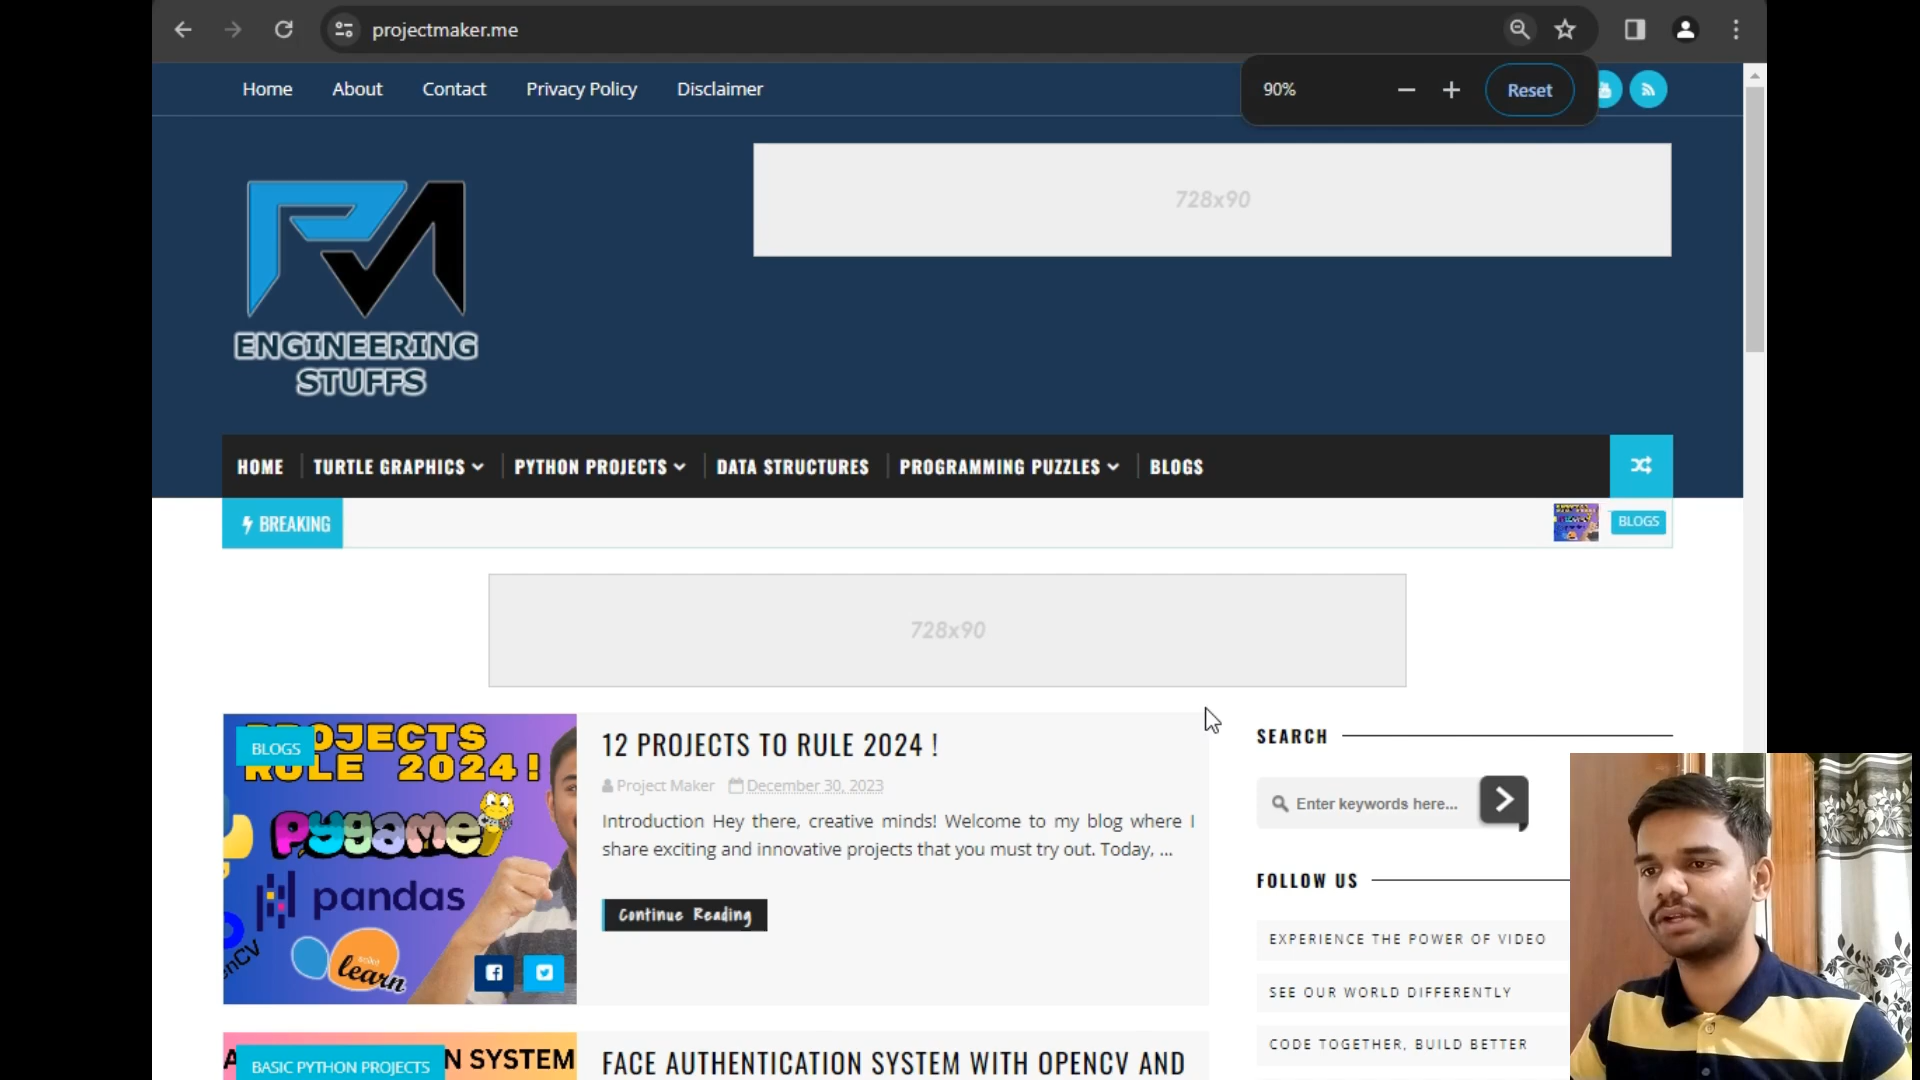 projectmaker.me
Home About Contact Privacy Policy Disclaimer
90% Reset
728x90
ENGINEERING
STUFFS
HOME TURTLE GRAPHICS PYTHON PROJECTS DATA STRUCTURES PROGRAMMING PUZZLES BLOGS
BREAKING
BLOGS
728x90
BLOGS
PROJECTS
RULE 2024!
pygame
pandas
learn
12 PROJECTS TO RULE 2024 !
Project Maker December 30, 2023
Introduction Hey there, creative minds! Welcome to my blog where I
share exciting and innovative projects that you must try out. Today, ...
Continue Reading
SEARCH
Enter keywords here...
FOLLOW US
EXPERIENCE THE POWER OF VIDEO
SEE OUR WORLD DIFFERENTLY
CODE TOGETHER, BUILD BETTER
BASIC PYTHON PROJECTS
N SYSTEM
FACE AUTHENTICATION SYSTEM WITH OPENCV AND